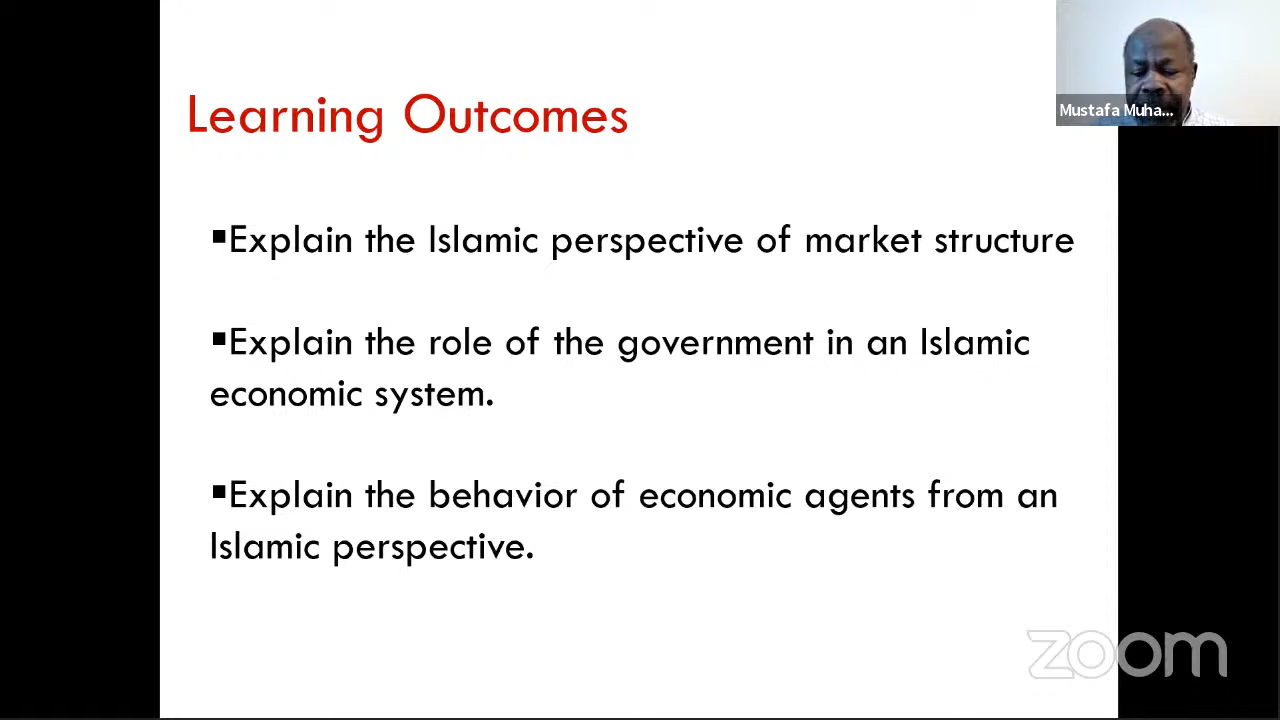 Mustafa Muha...
Learning Outcomes
▪Explain the Islamic perspective of market structure
▪Explain the role of the government in an Islamic
economic system.
▪Explain the behavior of economic agents from an
Islamic perspective.
zoom